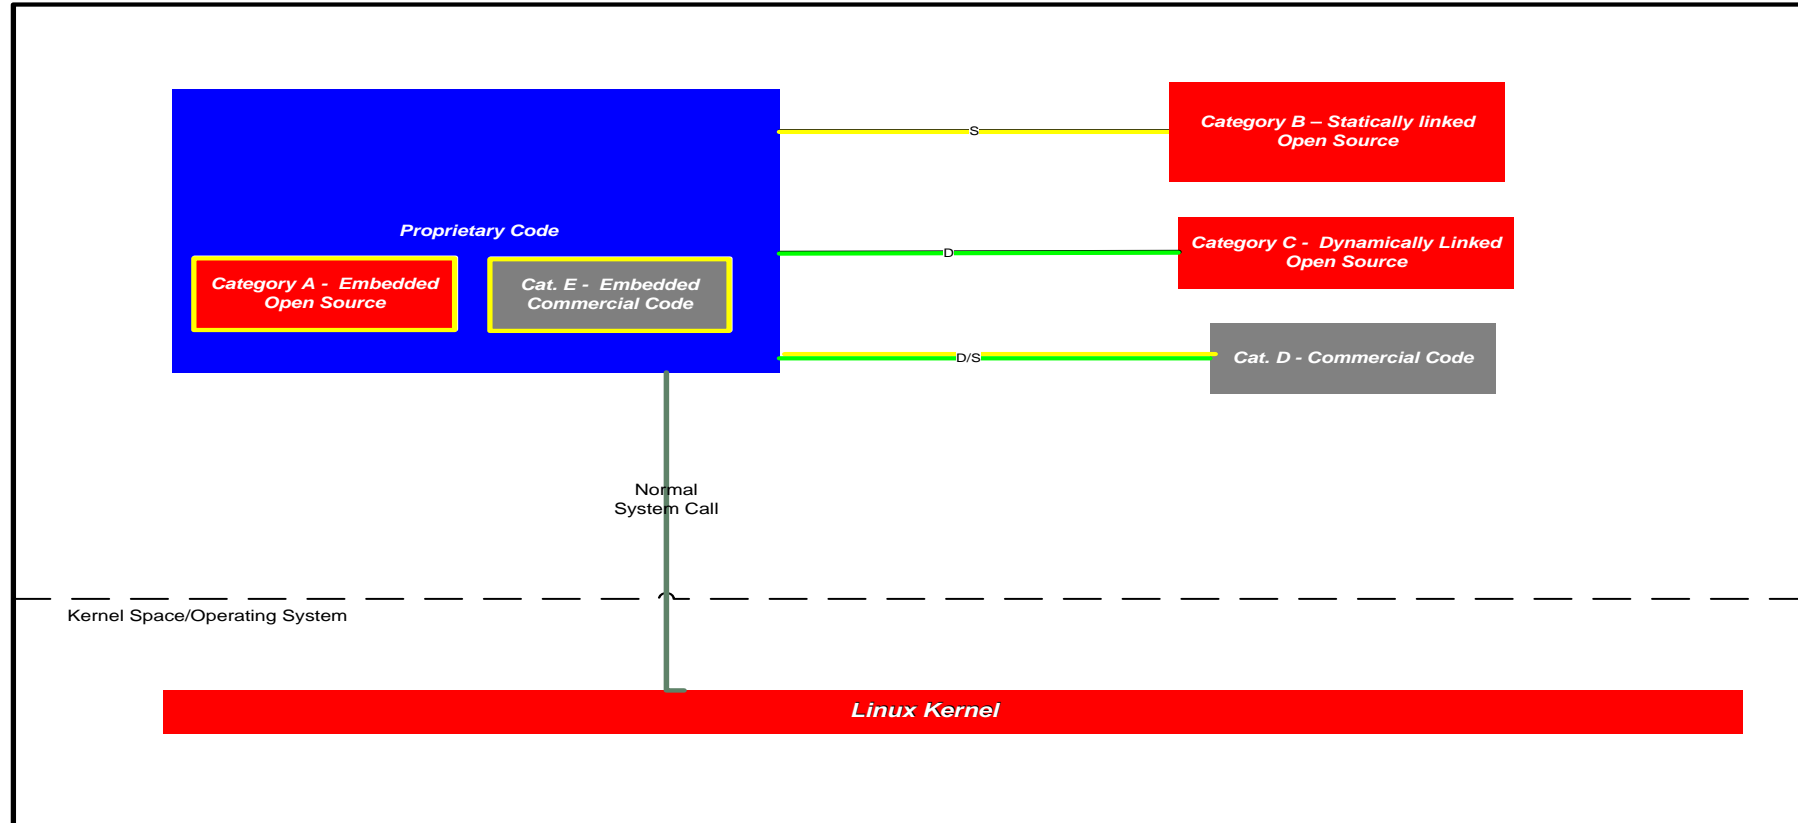 S
Category B – Statically linked
Open Source
Proprietary Code
D
Category C -  Dynamically Linked
Open Source
Category A -  Embedded
Open Source
Cat. E -  Embedded
Commercial Code
D/S
Cat. D - Commercial Code
Normal
System Call
Kernel Space/Operating System
Linux Kernel